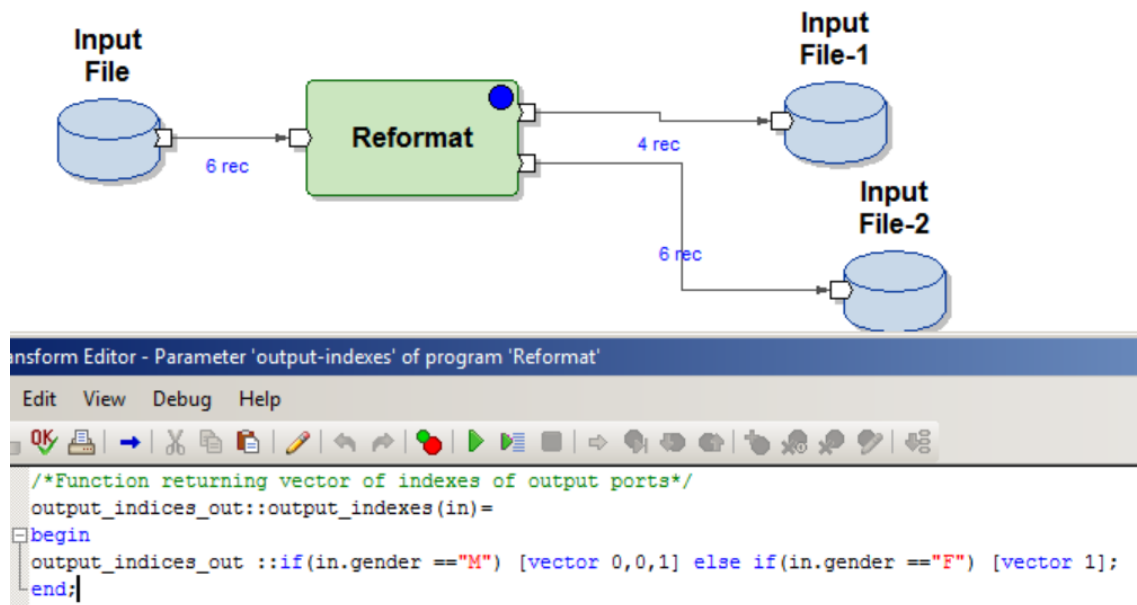 Input
File
6 rec
Reformat
4 rec
6 rec
Input
File-1
Input
File-2
ansform Editor - Parameter 'output-indexes' of program 'Reformat'
Edit View Debug Help
OK
/*Function returning vector of indexes of output ports*/
output_indices_out::output_indexes(in)=
begin
output_indices_out ::if(in.gender =="M") [vector 0,0,1] else if(in.gender =="F") [vector 1];
end;